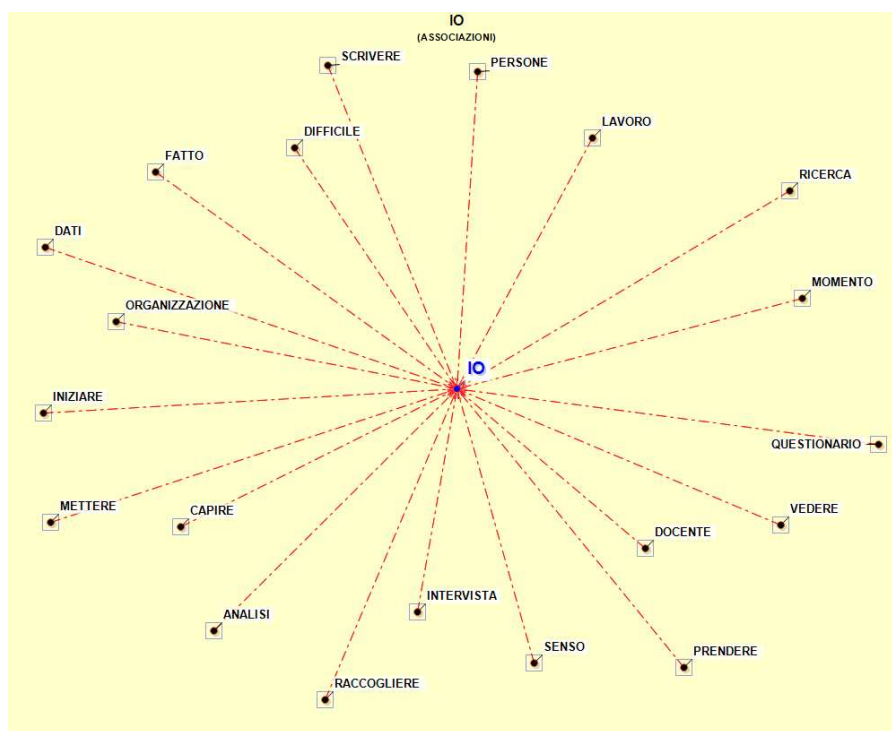 IO
(ASSOCIAZIONI)
SCRIVERE
PERSONE
LAVORO
DIFFICILE
FATTO
RICERCA
DATI
MOMENTO
ORGANIZZAZIONE
IO
INIZIARE
QUESTIONARIO
METTERE
CAPIRE
VEDERE
DOCENTE
INTERVISTA
ANALISI
SENSO
PRENDERE
RACCOGLIERE